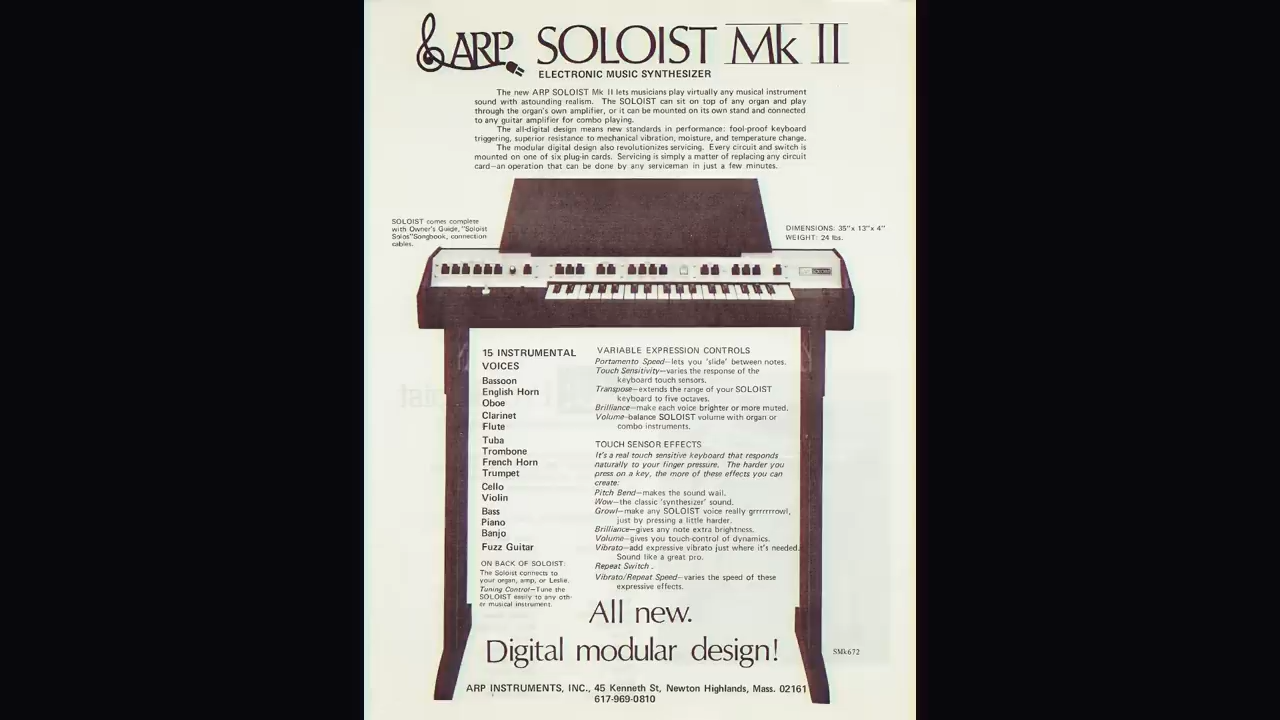 ARP SOLOIST Mk II
ELECTRONIC MUSIC SYNTHESIZER
The new ARP SOLOIST Mk II lets musicians play virtually any musical instrument
sound with astounding realism. The SOLOIST can sit on top of any organ and play
through the organ's own amplifier, or it can be mounted on its own stand and connected
to any guitar amplifier for combo playing.
The all-digital design means new standards in performance: fool-proof keyboard
triggering, superior resistance to mechanical vibration, moisture, and temperature change.
The modular digital design also revolutionizes servicing. Every circuit and switch is
mounted on one of six plug-in cards. Servicing is simply a matter of replacing any circuit
card—an operation that can be done by any serviceman in just a few minutes.
SOLOIST comes complete
with Owner's Guide, "Soloist
Solos" Songbook, connection
cables.
DIMENSIONS: 35"x 13"x 4"
WEIGHT: 24 lbs.
SOLOIST
15 INSTRUMENTAL
VOICES
Bassoon
English Horn
Oboe
Clarinet
Flute
Tuba
Trombone
French Horn
Trumpet
Cello
Violin
Bass
Piano
Banjo
Fuzz Guitar
ON BACK OF SOLOIST:
The Soloist connects to
your organ, amp, or Leslie.
Tuning Control—Tune the
SOLOIST easily to any oth-
er musical instrument.
VARIABLE EXPRESSION CONTROLS
Portamento Speed—lets you 'slide' between notes.
Touch Sensitivity—varies the response of the
keyboard touch sensors.
Transpose—extends the range of your SOLOIST
keyboard to five octaves.
Brilliance—make each voice brighter or more muted.
Volume—balance SOLOIST volume with organ or
combo instruments.
TOUCH SENSOR EFFECTS
It's a real touch sensitive keyboard that responds
naturally to your finger pressure. The harder you
press on a key, the more of these effects you can
create:
Pitch Bend—makes the sound wail.
Wow—the classic 'synthesizer' sound.
Growl—make any SOLOIST voice really grrrrrrrowl,
just by pressing a little harder.
Brilliance—gives any note extra brightness.
Volume—gives you touch-control of dynamics.
Vibrato—add expressive vibrato just where it's needed.
Sound like a great pro.
Repeat Switch .
Vibrato/Repeat Speed—varies the speed of these
expressive effects.
All new.
Digital modular design!
SMk672
ARP INSTRUMENTS, INC., 45 Kenneth St, Newton Highlands, Mass. 02161
617-969-0810